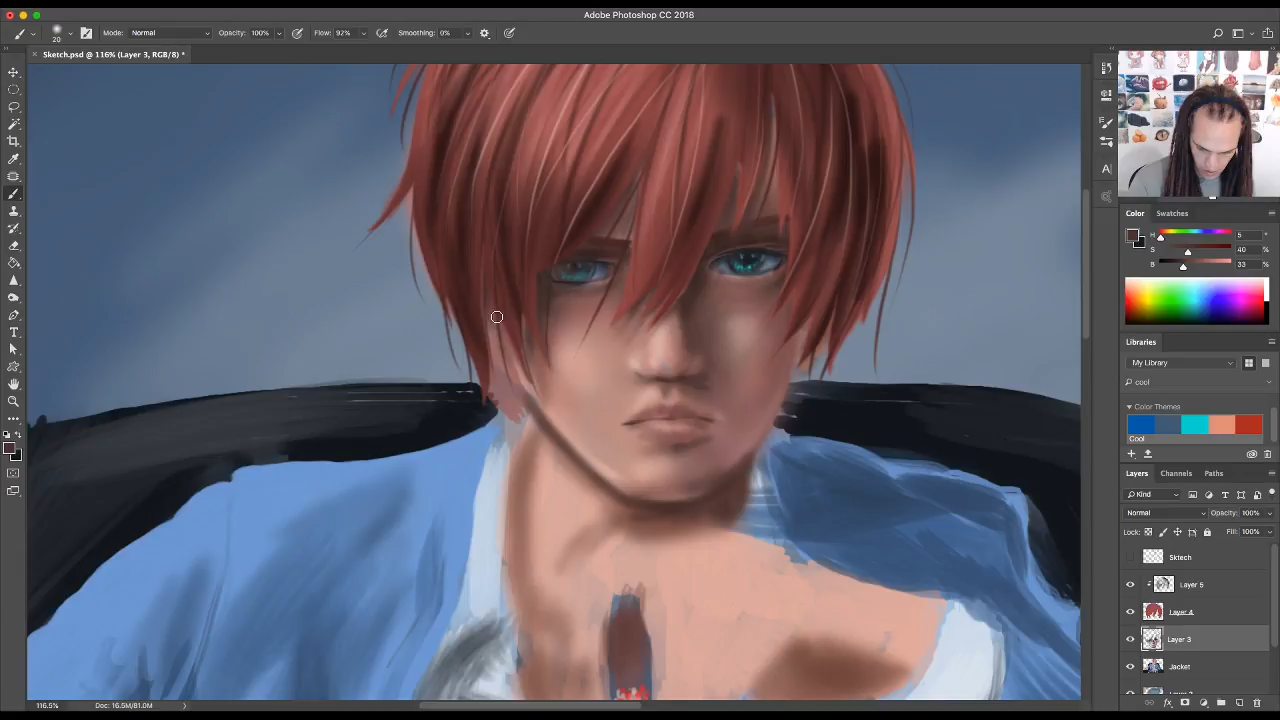 Adobe Photoshop CC 2018
20 Mode: Normal Opacity: 100% Flow: 92% Smoothing: 0%
Sketch.psd @ 116% (Layer 3, RGB/8) *
Color Swatches
H 5 °
S 40 %
B 33 %
Libraries
My Library
cool
Color Themes
Cool
Layers Channels Paths
Kind
Normal Opacity: 100%
Lock: Fill: 100%
Sktech
Layer 5
Layer 4
Layer 3
Jacket
116.5% Doc: 16.5M/81.0M